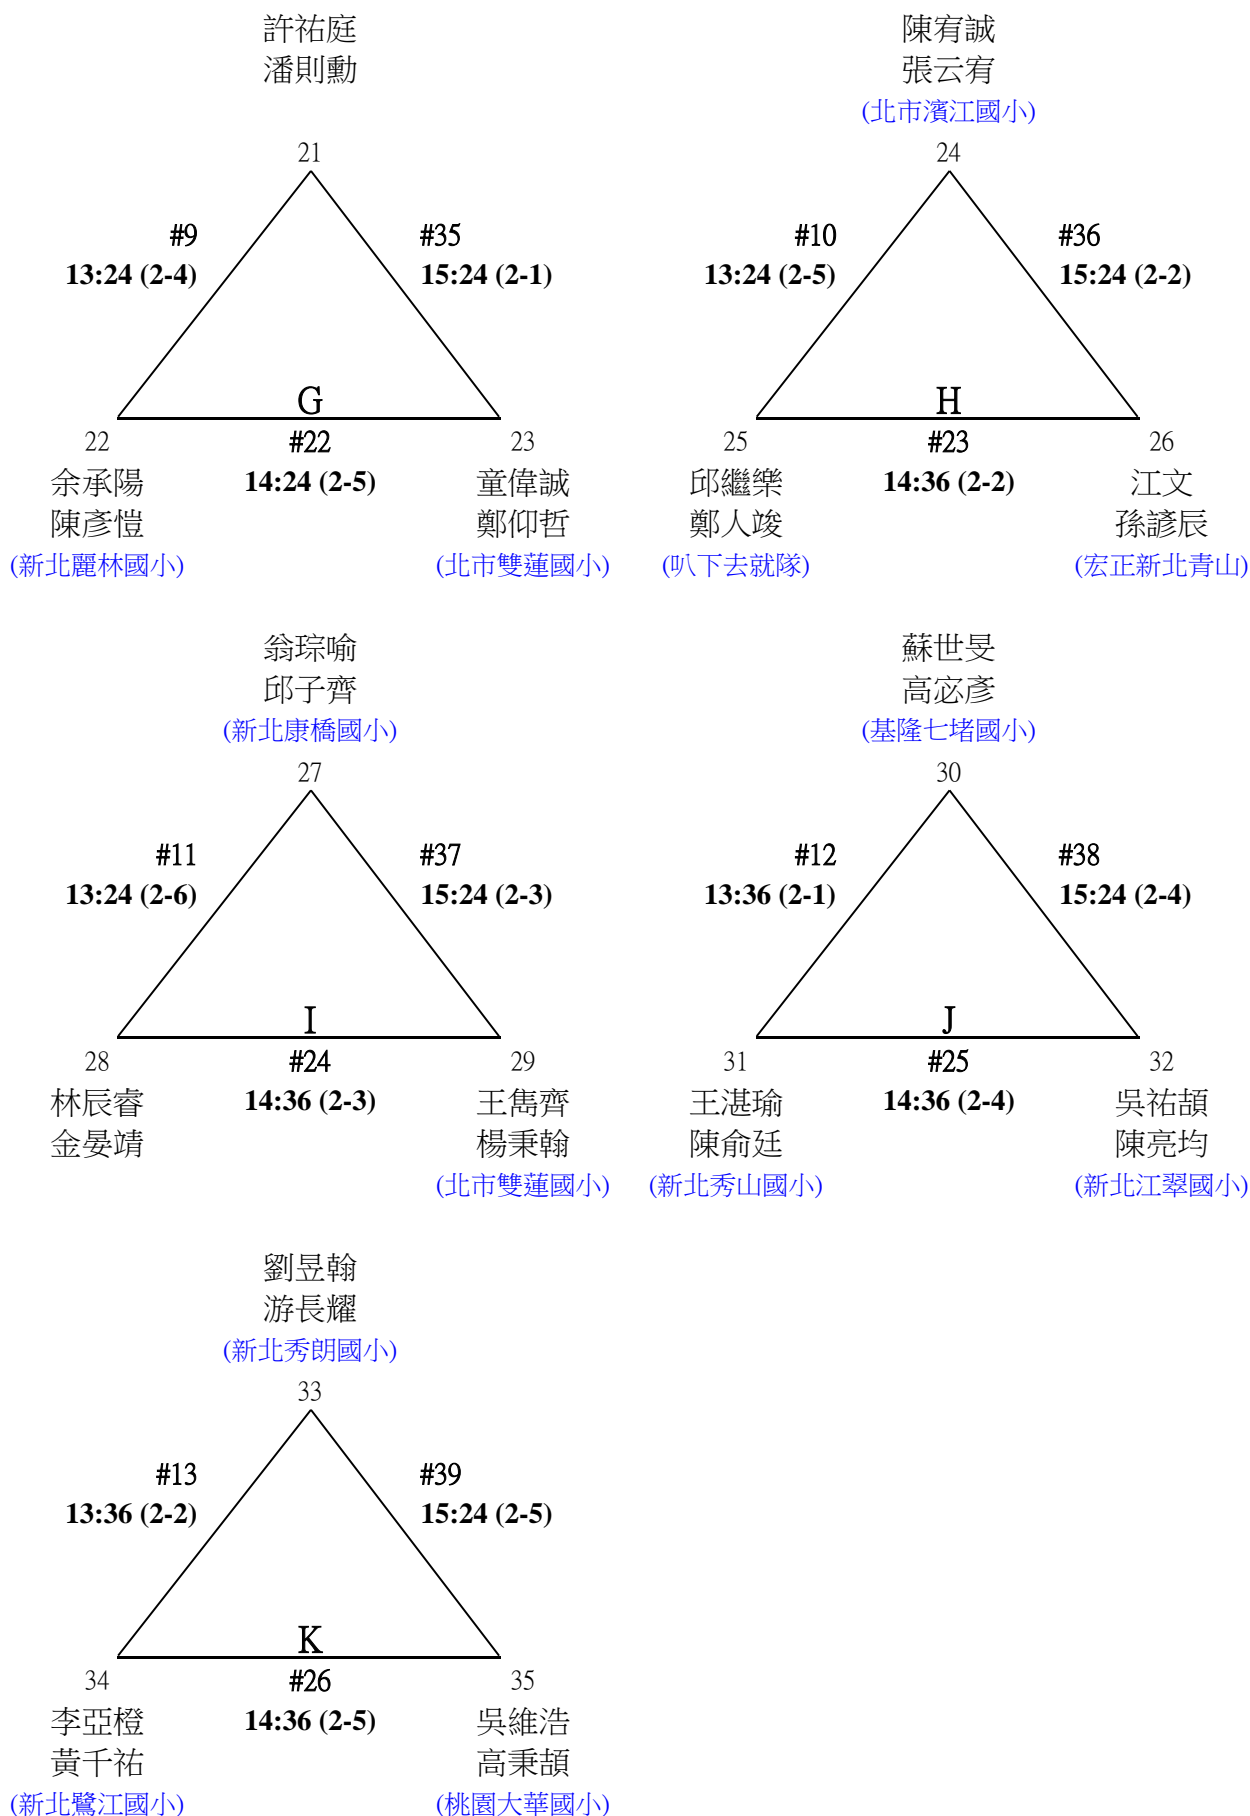 許祐庭
潘則勳
21
#9
13:24 (2-4)
#35
15:24 (2-1)
G
22
#22
23
余承陽
14:24 (2-5)
童偉誠
陳彥愷
鄭仰哲
(新北麗林國小)
(北市雙蓮國小)
陳宥誠
張云宥
(北市濱江國小)
24
#10
13:24 (2-5)
#36
15:24 (2-2)
H
25
#23
26
邱繼樂
14:36 (2-2)
江文
鄭人竣
孫諺辰
(叭下去就隊)
(宏正新北青山)
翁琮喻
邱子齊
(新北康橋國小)
27
#11
13:24 (2-6)
#37
15:24 (2-3)
I
28
#24
29
林辰睿
14:36 (2-3)
王雋齊
金晏靖
楊秉翰
(北市雙蓮國小)
蘇世旻
高宓彥
(基隆七堵國小)
30
#12
13:36 (2-1)
#38
15:24 (2-4)
J
31
#25
32
王湛瑜
14:36 (2-4)
吳祐頡
陳俞廷
陳亮均
(新北秀山國小)
(新北江翠國小)
劉昱翰
游長耀
(新北秀朗國小)
33
#13
13:36 (2-2)
#39
15:24 (2-5)
K
34
#26
35
李亞橙
14:36 (2-5)
吳維浩
黃千祐
高秉頡
(新北鷺江國小)
(桃園大華國小)